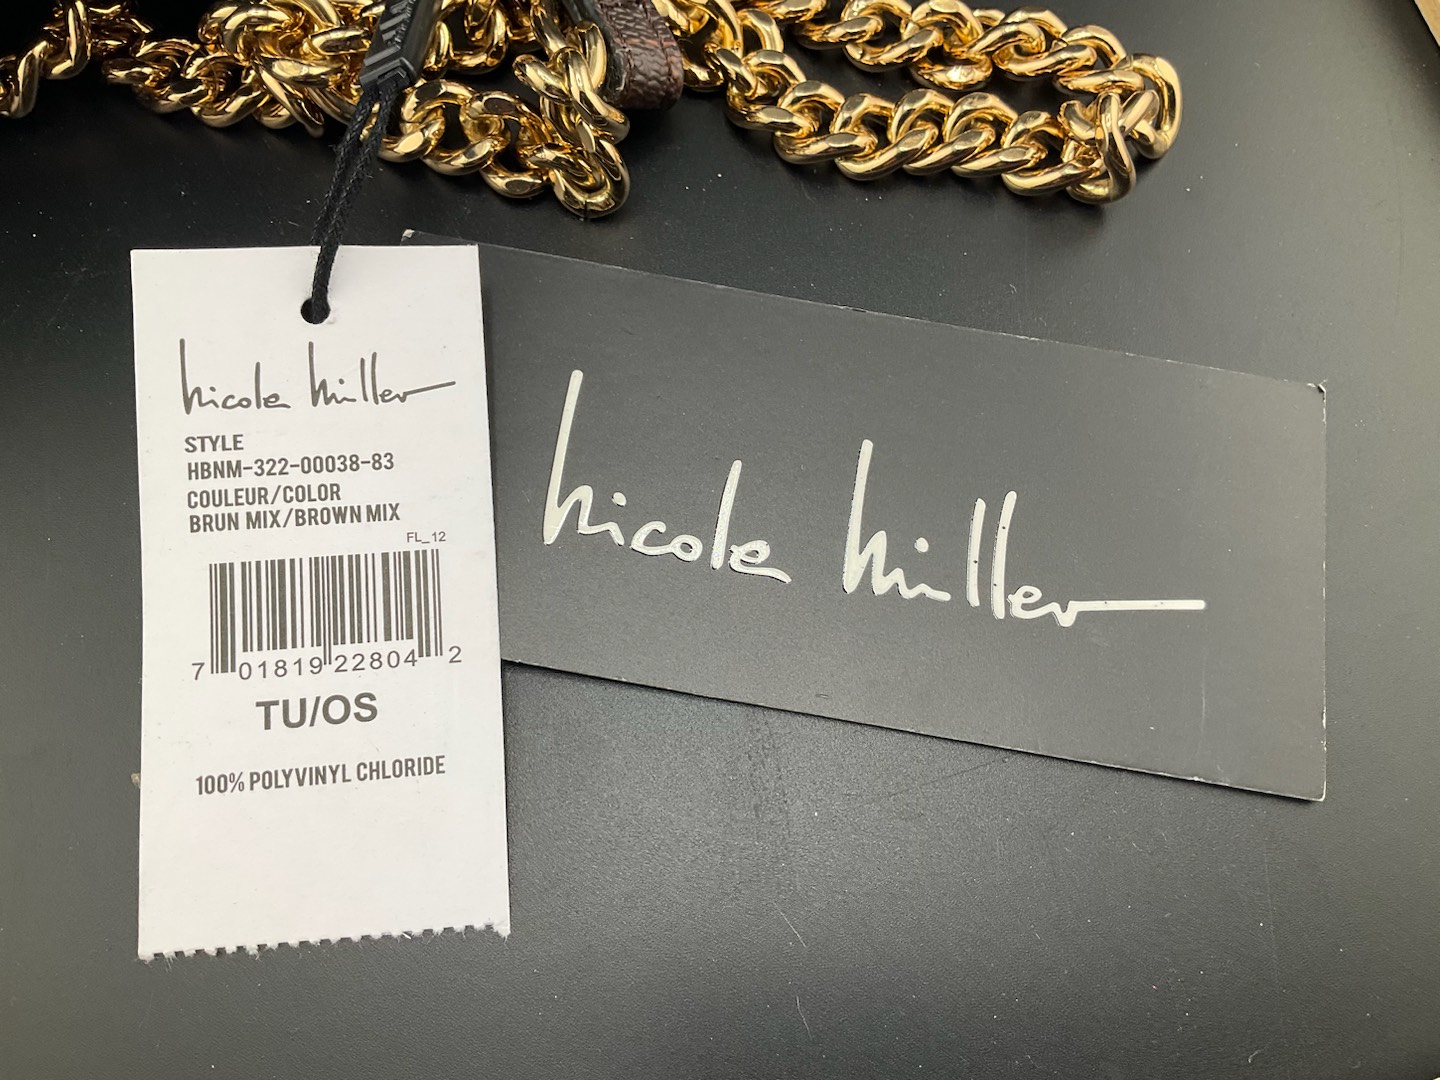 nicole miller
STYLE
HBNM-322-00038-83
COULEUR/COLOR
BRUN MIX/BROWN MIX
FL_12
7 01819 22804 2
TU/OS
100% POLYVINYL CHLORIDE
nicole miller